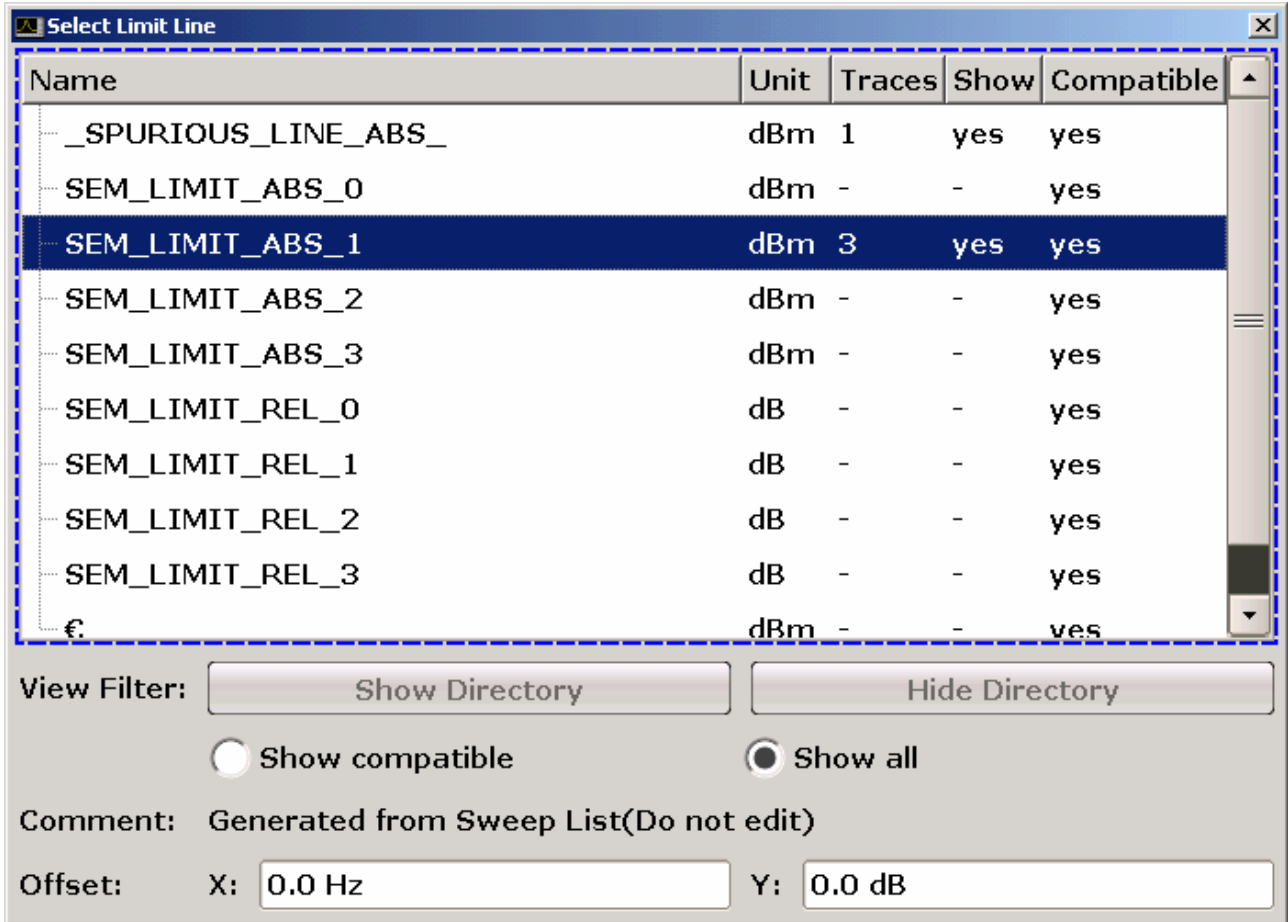 Select Limit Line
Name Unit Traces Show Compatible
_SPURIOUS_LINE_ABS_ dBm 1 yes yes
SEM_LIMIT_ABS_0 dBm - - yes
SEM_LIMIT_ABS_1 dBm 3 yes yes
SEM_LIMIT_ABS_2 dBm - - yes
SEM_LIMIT_ABS_3 dBm - - yes
SEM_LIMIT_REL_0 dB - - yes
SEM_LIMIT_REL_1 dB - - yes
SEM_LIMIT_REL_2 dB - - yes
SEM_LIMIT_REL_3 dB - - yes
dBm - - yes
View Filter: Show Directory Hide Directory
Show compatible Show all
Comment: Generated from Sweep List(Do not edit)
Offset: X: 0.0 Hz Y: 0.0 dB